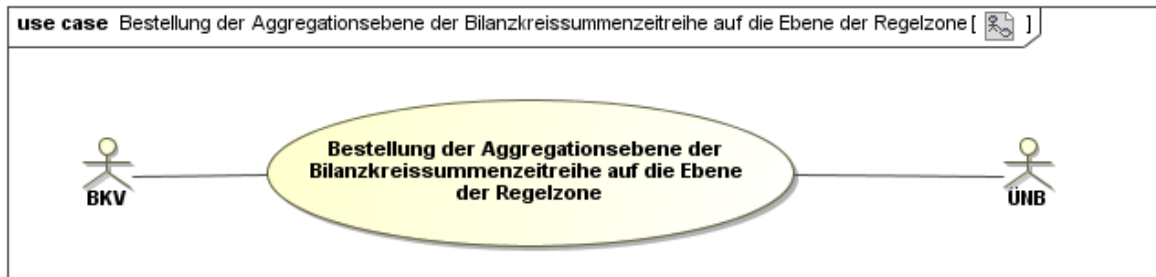 use case Bestellung der Aggregationsebene der Bilanzkreissummenzeitreihe auf die Ebene der Regelzone [ ]
Bestellung der Aggregationsebene der
Bilanzkreissummenzeitreihe auf die Ebene
der Regelzone
BKV
ÜNB